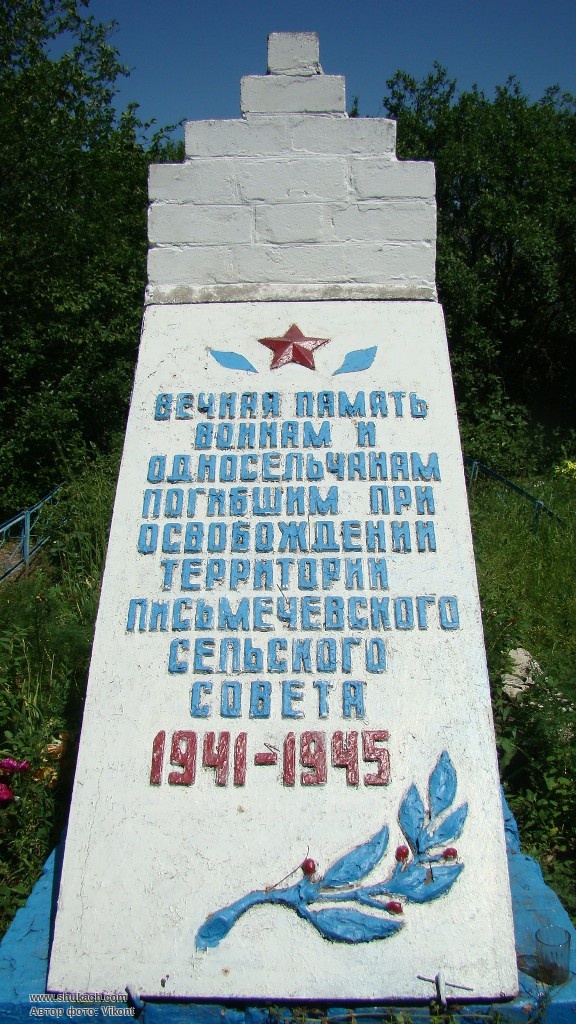 ВЕЧНАЯ ПАМЯТЬ
ВОИНАМ И
ОДНОСЕЛЬЧАНАМ
ПОГИБШИМ ПРИ
ОСВОБОЖДЕНИИ
ТЕРРИТОРИИ
ПИСЬМЕЧЕВСКОГО
СЕЛЬСКОГО
СОВЕТА
1941-1945
www.shukach.com
Автор фото: Vikont